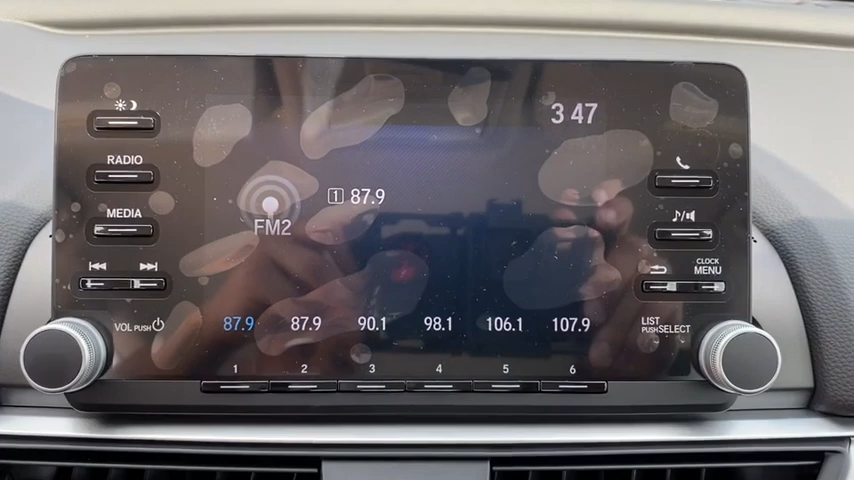 3 47
RADIO
1 87.9
MEDIA
FM2
CLOCK
MENU
VOL PUSH
87.9 87.9 90.1 98.1 106.1 107.9
LIST
PUSH SELECT
1 2 3 4 5 6